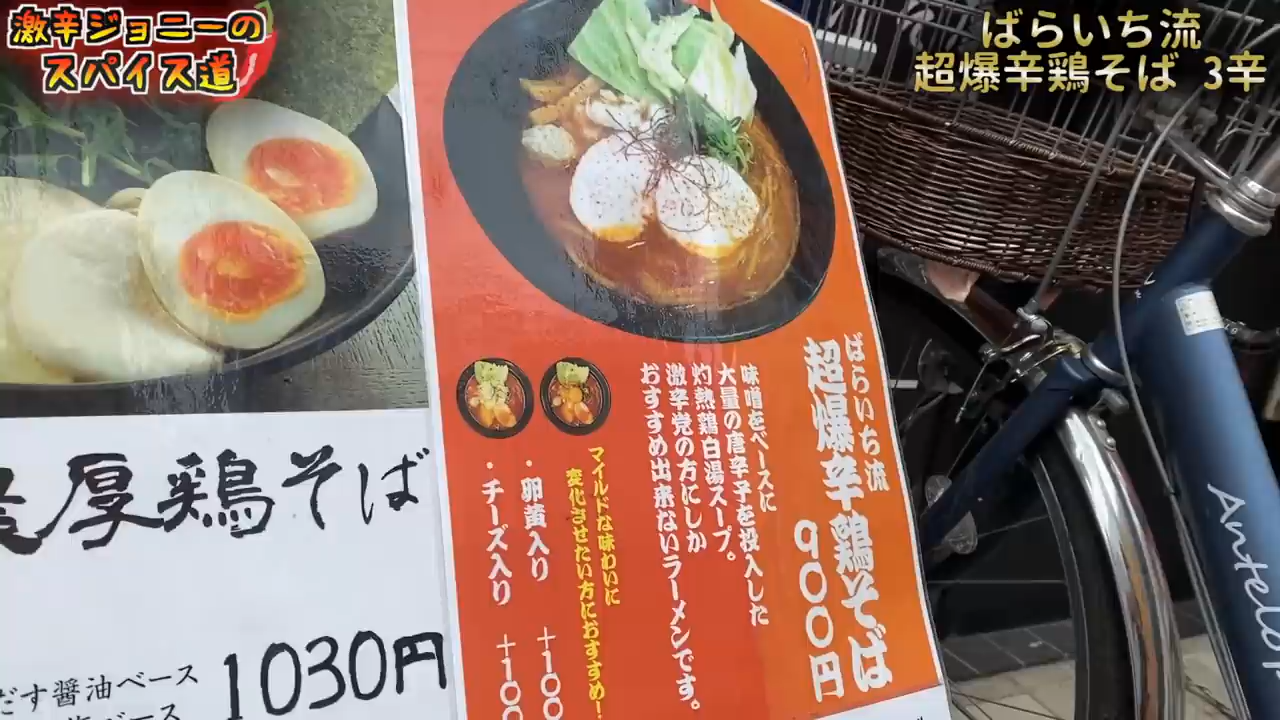 激辛ジョニーの
スパイス道
ばらいち流
超爆辛鶏そば 3辛
ばらいち流
超爆辛鶏そば
900円
味噌をベースに
大量の唐辛子を投入した
灼熱鶏白湯スープ。
激辛党の方にしか
おすすめ出来ないラーメンです。
マイルドな味わいに
変化させたい方におすすめ!
・卵黄入り +100
・チーズ入り +100
厚鶏そば
1030円
だす醤油ベース
ベース